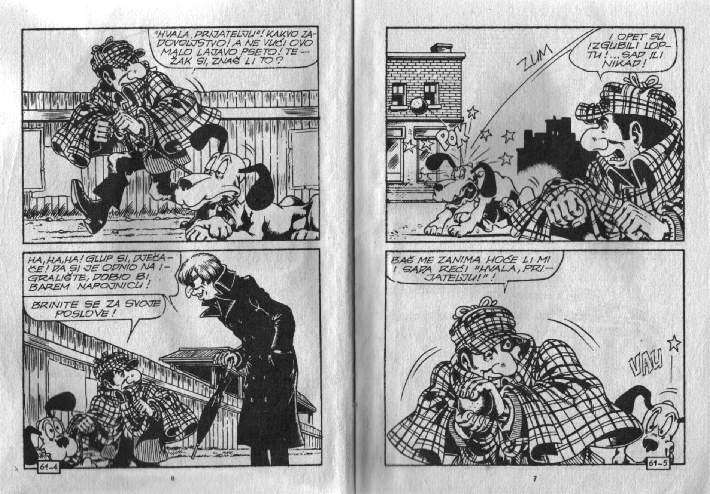 "HVALA, PRIJATELJU"! KAKVO ZA-
DOVOLJSTVO! A NE VUČI OVO
MALO LAJAVO PSETO! TE-
ŽAK SI, ZNAŠ LI TO?
HA, HA, HA! GLUP SI, DJEČA-
ČE! DA SI JE ODNIO NA I-
GRALIŠTE, DOBIO BI,
BAREM NAPOJNICU!
BRINITE SE ZA SVOJE
POSLOVE!
61-4
ZUM
I OPET SU
IZGUBILI LOP-
TU!... SAD ILI
NIKAD!
BAŠ ME ZANIMA HOĆE LI MI
I SADA REĆI "HVALA, PRI-
JATELJU!"!
VAU
61-5
7